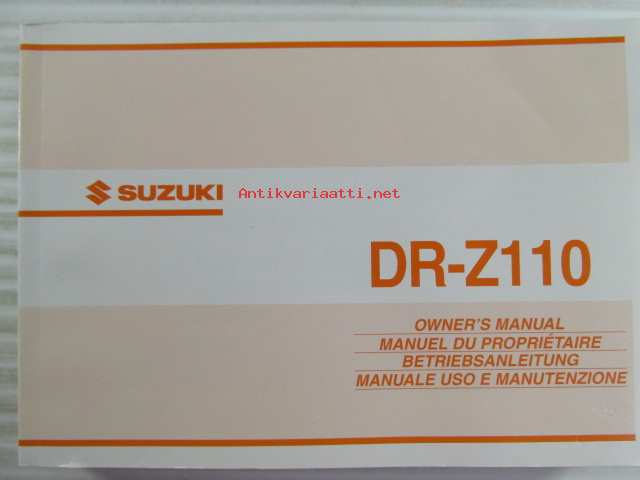 SUZUKI
Antikvariaatti.net
DR-Z110
OWNER'S MANUAL
MANUEL DU PROPRIÉTAIRE
BETRIEBSANLEITUNG
MANUALE USO E MANUTENZIONE